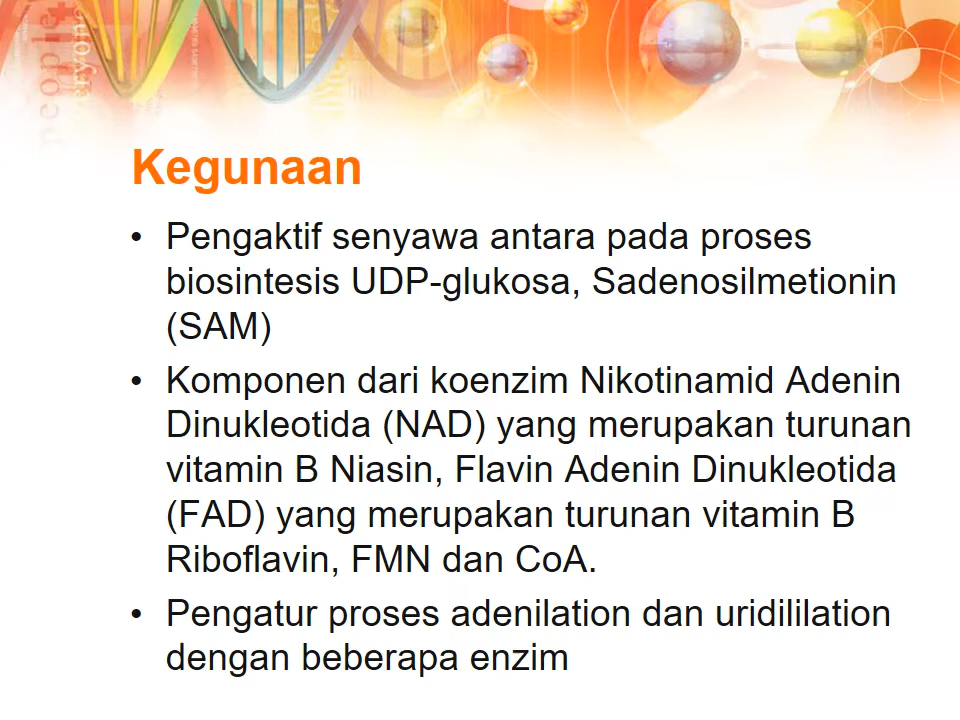 people
Kegunaan
• Pengaktif senyawa antara pada proses
biosintesis UDP-glukosa, Sadenosilmetionin
(SAM)
• Komponen dari koenzim Nikotinamid Adenin
Dinukleotida (NAD) yang merupakan turunan
vitamin B Niasin, Flavin Adenin Dinukleotida
(FAD) yang merupakan turunan vitamin B
Riboflavin, FMN dan CoA.
• Pengatur proses adenilation dan uridililation
dengan beberapa enzim